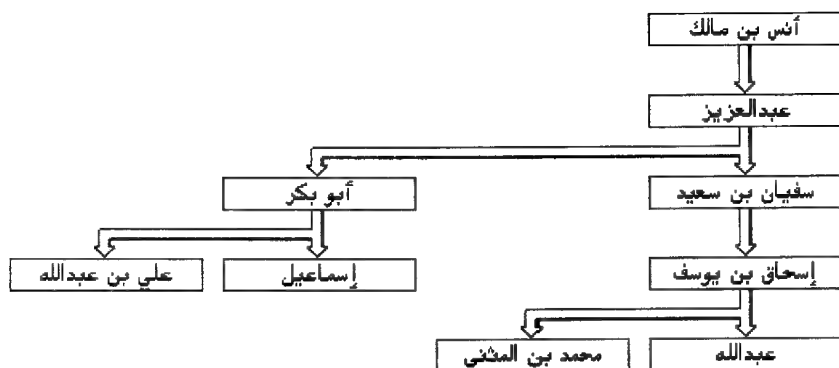 أنس بن مالك
عبدالعزيز
سفيان بن سعيد
أبو بكر
إسحاق بن يوسف
إسماعيل
علي بن عبدالله
عبدالله
محمد بن المثنى